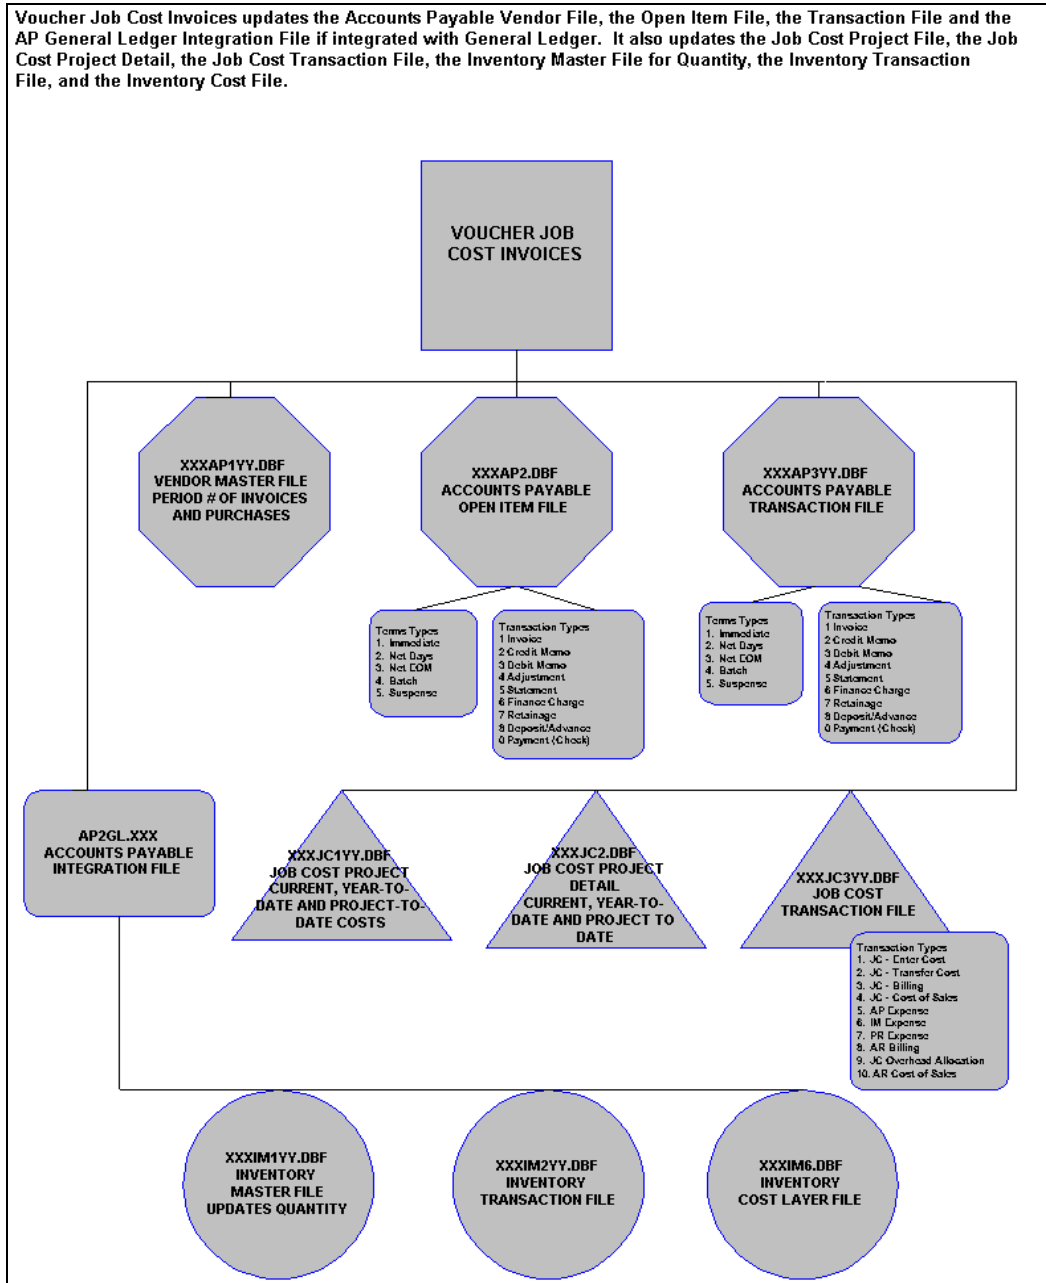 Voucher Job Cost Invoices updates the Accounts Payable Vendor File, the Open Item File, the Transaction File and the
AP General Ledger Integration File if integrated with General Ledger.  It also updates the Job Cost Project File, the Job
Cost Project Detail, the Job Cost Transaction File, the Inventory Master File for Quantity, the Inventory Transaction
File, and the Inventory Cost File.
VOUCHER JOB
COST INVOICES
XXXAP1YY.DBF
VENDOR MASTER FILE
PERIOD # OF INVOICES
AND PURCHASES
XXXAP2.DBF
ACCOUNTS PAYABLE
OPEN ITEM FILE
XXXAP3YY.DBF
ACCOUNTS PAYABLE
TRANSACTION FILE
Terms Types
1. Immediate
2. Net Days
3. Net EOM
4. Batch
5. Suspense
Transaction Types
1 Invoice
2 Credit Memo
3 Debit Memo
4 Adjustment
5 Statement
6 Finance Charge
7 Retainage
8 Deposit/Advance
0 Payment (Check)
Terms Types
1. Immediate
2. Net Days
3. Net EOM
4. Batch
5. Suspense
Transaction Types
1 Invoice
2 Credit Memo
3 Debit Memo
4 Adjustment
5 Statement
6 Finance Charge
7 Retainage
8 Deposit/Advance
0 Payment (Check)
AP2GL.XXX
ACCOUNTS PAYABLE
INTEGRATION FILE
XXXJC1YY.DBF
JOB COST PROJECT
CURRENT, YEAR-TO-
DATE AND PROJECT-TO-
DATE COSTS
XXXJC2.DBF
JOB COST PROJECT
DETAIL
CURRENT, YEAR-TO-
DATE AND PROJECT TO
DATE
XXXJC3YY.DBF
JOB COST
TRANSACTION FILE
Transaction Types
1. JC - Enter Cost
2. JC - Transfer Cost
3. JC - Billing
4. JC - Cost of Sales
5. AP Expense
6. IM Expense
7. PR Expense
8. AR Billing
9. JC Overhead Allocation
10. AR Cost of Sales
XXXIM1YY.DBF
INVENTORY
MASTER FILE
UPDATES QUANTITY
XXXIM2YY.DBF
INVENTORY
TRANSACTION FILE
XXXIM6.DBF
INVENTORY
COST LAYER FILE